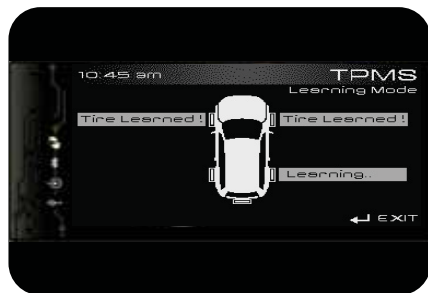 10:45 am
TPMS
Learning Mode
Tire Learned !
Tire Learned !
Learning..
EXIT